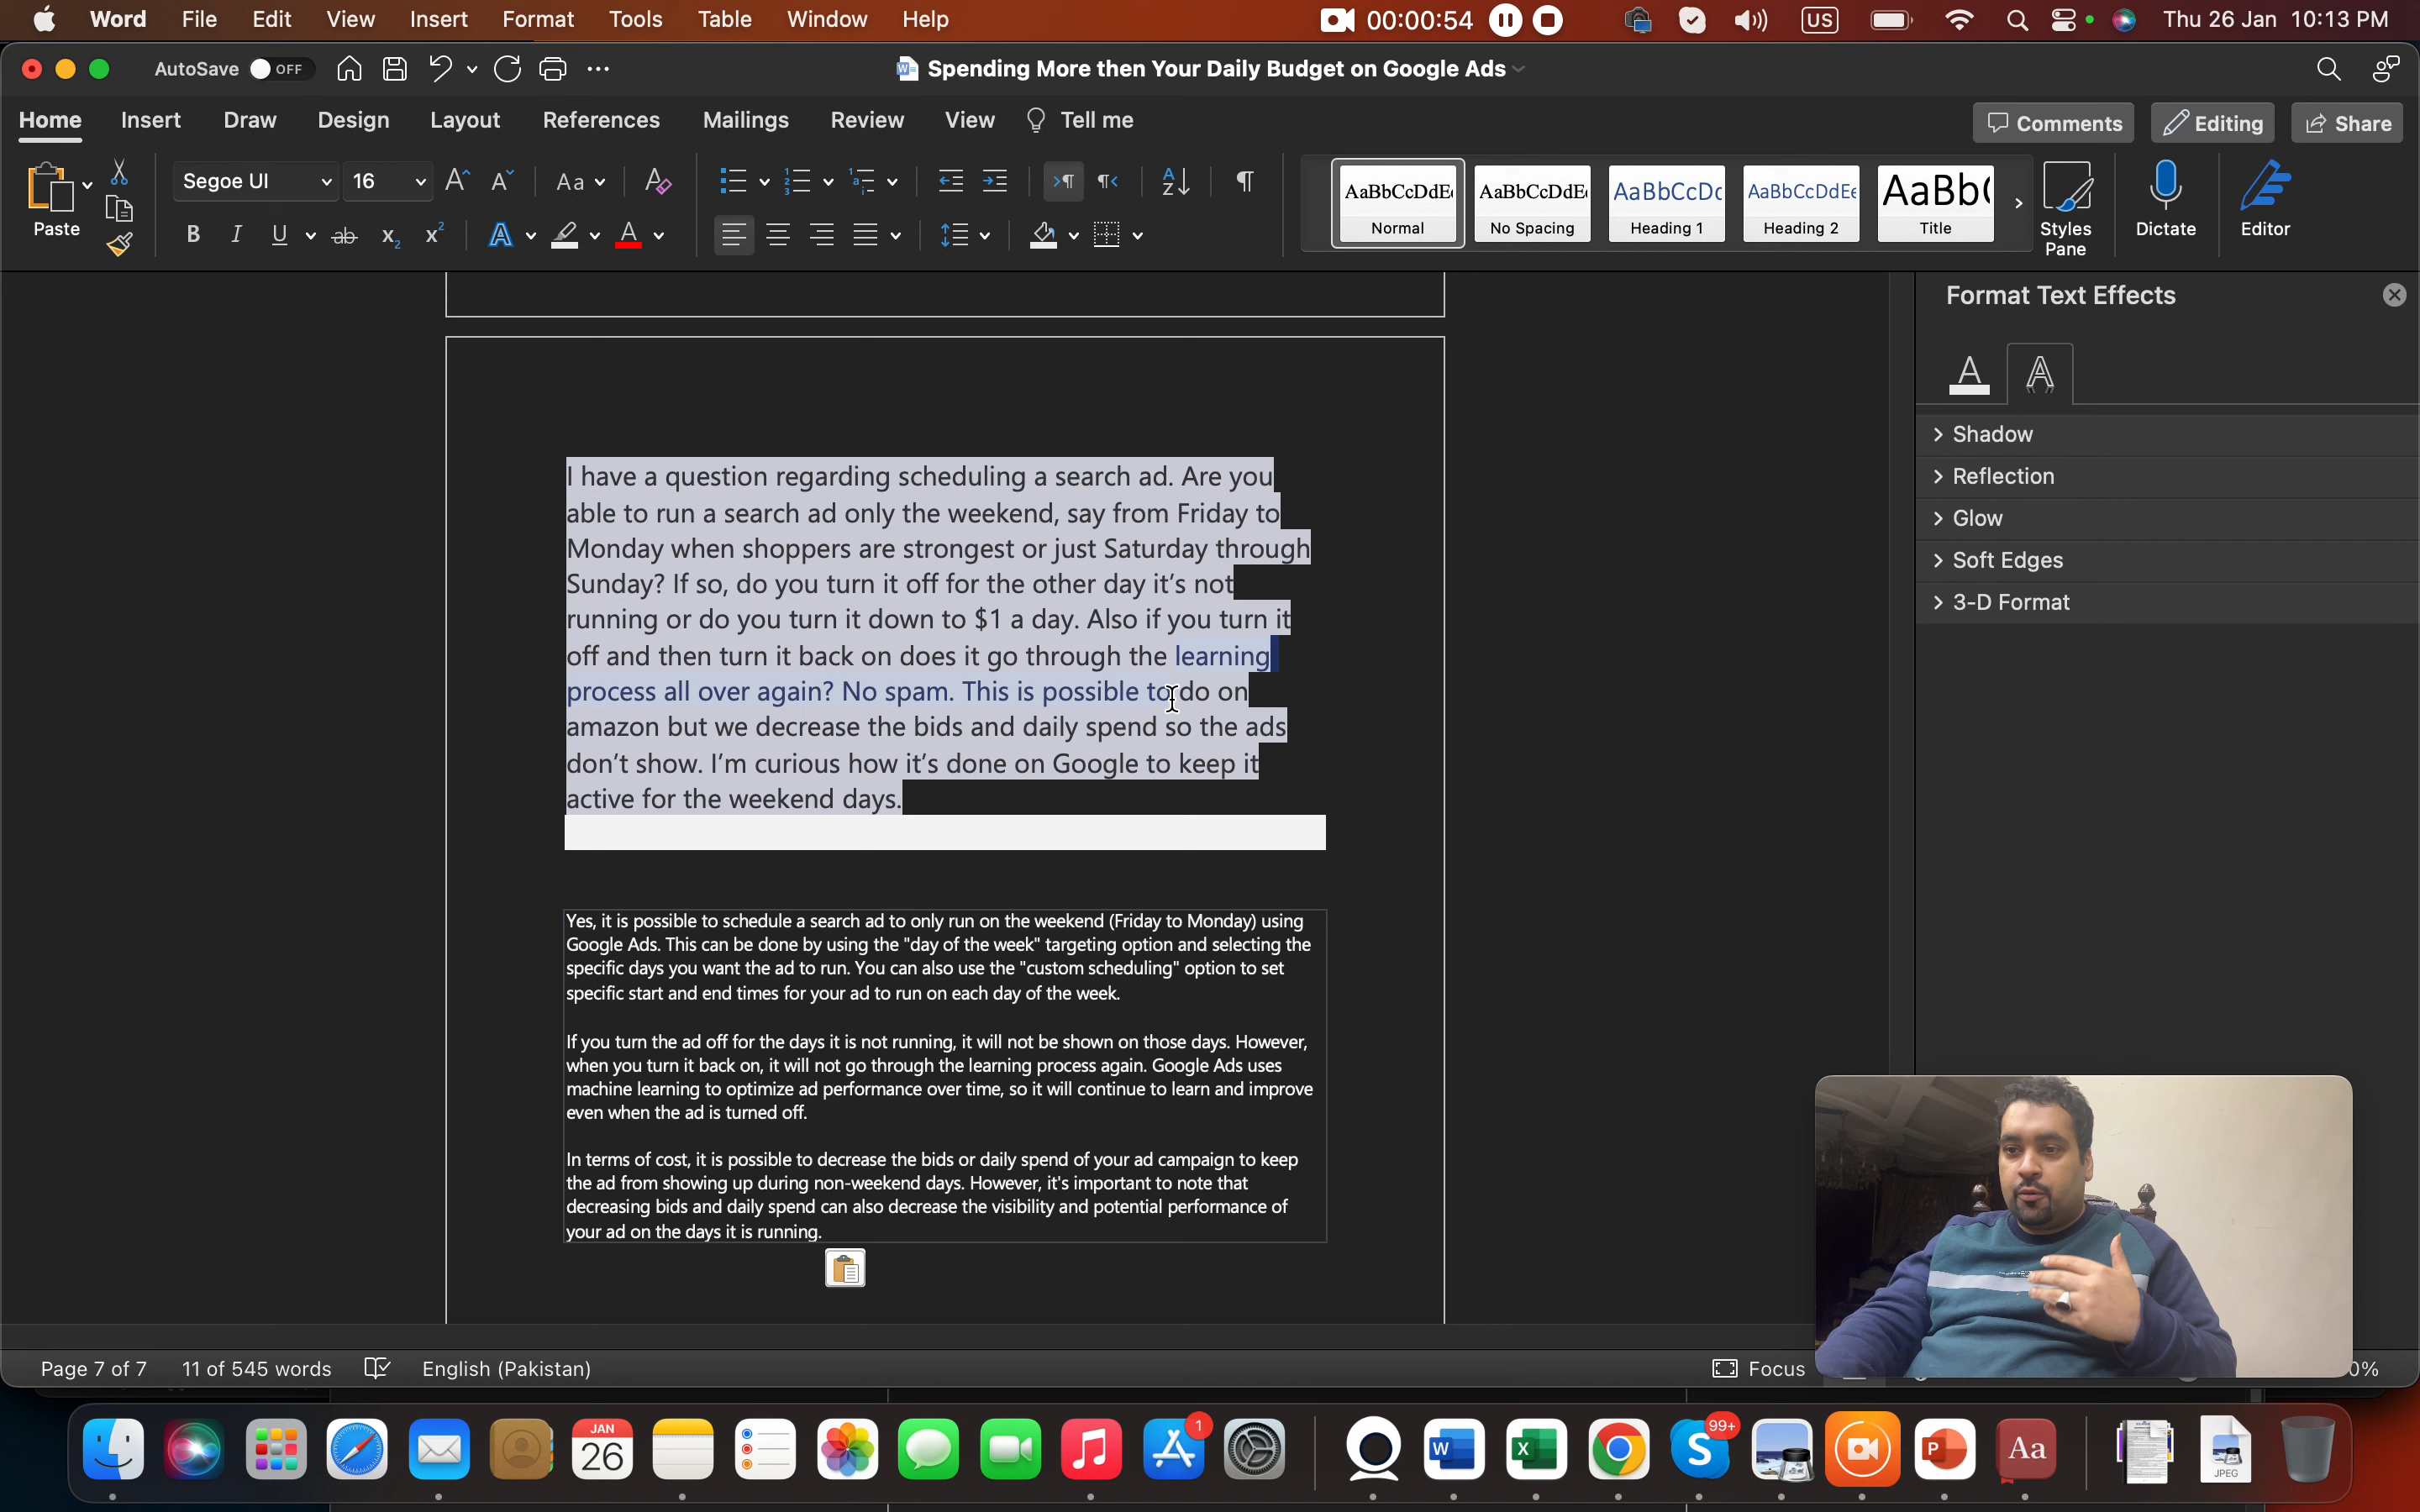 Word File Edit View Insert Format Tools Table Window Help 00:00:54 US Thu 26 Jan 10:13 PM
AutoSave OFF Spending More then Your Daily Budget on Google Ads
Home Insert Draw Design Layout References Mailings Review View Tell me Comments Editing Share
Segoe UI 16 Aa
Paste
AaBbCcDdEe AaBbCcDdEe AaBbCcDc AaBbCcDdEe AaBb(
Normal No Spacing Heading 1 Heading 2 Title
Styles Pane
Dictate
Editor
Format Text Effects
Shadow
Reflection
Glow
Soft Edges
3-D Format
I have a question regarding scheduling a search ad. Are you
able to run a search ad only the weekend, say from Friday to
Monday when shoppers are strongest or just Saturday through
Sunday? If so, do you turn it off for the other day it’s not
running or do you turn it down to $1 a day. Also if you turn it
off and then turn it back on does it go through the learning
process all over again? No spam. This is possible to do on
amazon but we decrease the bids and daily spend so the ads
don’t show. I’m curious how it’s done on Google to keep it
active for the weekend days.
Yes, it is possible to schedule a search ad to only run on the weekend (Friday to Monday) using
Google Ads. This can be done by using the "day of the week" targeting option and selecting the
specific days you want the ad to run. You can also use the "custom scheduling" option to set
specific start and end times for your ad to run on each day of the week.
If you turn the ad off for the days it is not running, it will not be shown on those days. However,
when you turn it back on, it will not go through the learning process again. Google Ads uses
machine learning to optimize ad performance over time, so it will continue to learn and improve
even when the ad is turned off.
In terms of cost, it is possible to decrease the bids or daily spend of your ad campaign to keep
the ad from showing up during non-weekend days. However, it's important to note that
decreasing bids and daily spend can also decrease the visibility and potential performance of
your ad on the days it is running.
Page 7 of 7 11 of 545 words English (Pakistan) Focus 0%
JAN
26
1
99+
W X S P Aa
JPEG